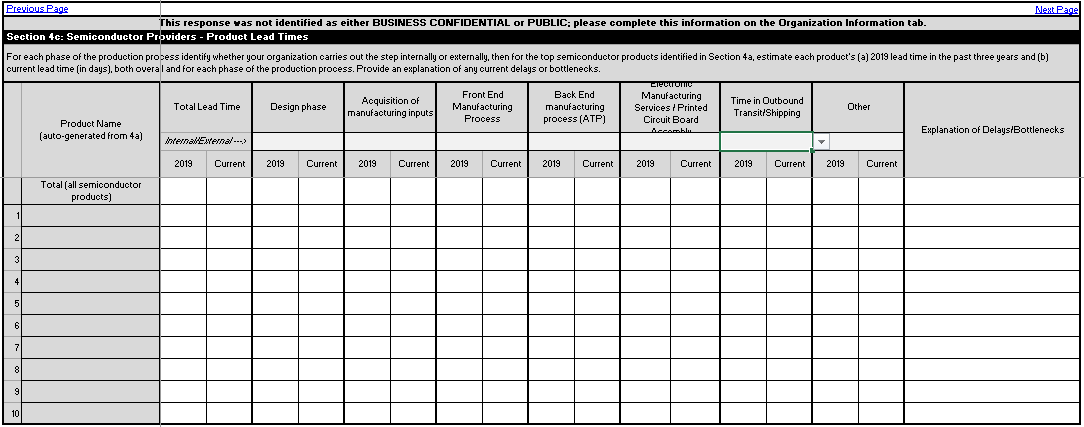 Previous Page
Next Page
This response was not identified as either BUSINESS CONFIDENTIAL or PUBLIC; please complete this information on the Organization Information tab.
Section 4c: Semiconductor Providers - Product Lead Times
For each phase of the production process identify whether your organization carries out the step internally or externally, then for the top semiconductor products identified in Section 4a, estimate each product's (a) 2019 lead time in the past three years and (b)
current lead time (in days), both overall and for each phase of the production process. Provide an explanation of any current delays or bottlenecks.
Product Name
(auto-generated from 4a)
Total Lead Time
Design phase
Acquisition of
manufacturing inputs
Front End
Manufacturing
Process
Back End
manufacturing
process (ATP)
Electronic
Manufacturing
Services / Printed
Circuit Board
Assembly
Time in Outbound
Transit/Shipping
Other
Explanation of Delays/Bottlenecks
Internal/External --->
2019 Current 2019 Current 2019 Current 2019 Current 2019 Current 2019 Current 2019 Current 2019 Current
Total (all semiconductor
products)
1
2
3
4
5
6
7
8
9
10